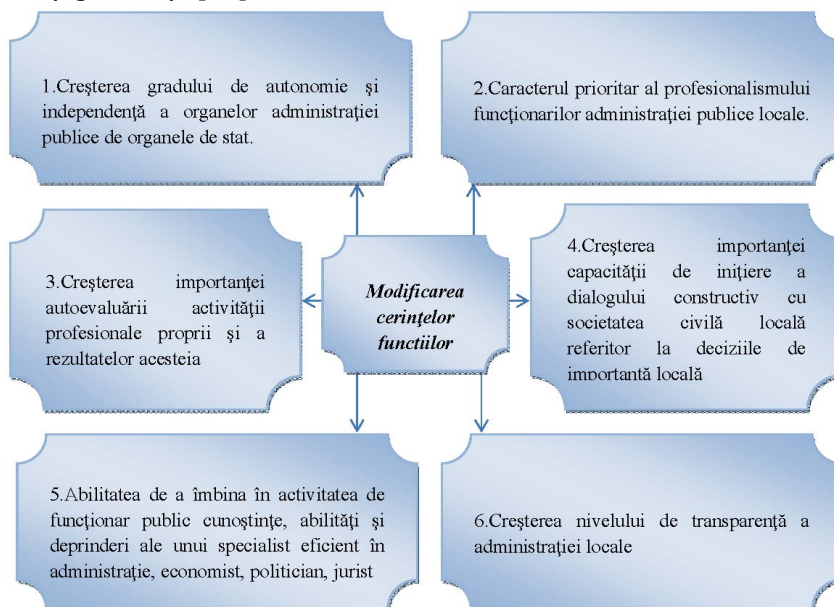 1.Creşterea gradului de autonomie şi
independenţă a organelor administraţiei
publice de organele de stat.
2.Caracterul prioritar al profesionalismului
funcţionarilor administraţiei publice locale.
3.Creşterea importanţei
autoevaluării activităţii
profesionale proprii şi a
rezultatelor acesteia
Modificarea
cerinţelor
functiilor
4.Creşterea importanţei
capacităţii de iniţiere a
dialogului constructiv cu
societatea civilă locală
referitor la deciziile de
importantă locală
5.Abilitatea de a îmbina în activitatea de
funcţionar public cunoştinţe, abilităţi şi
deprinderi ale unui specialist eficient în
administraţie, economist, politician, jurist
6.Creşterea nivelului de transparenţă a
administraţiei locale